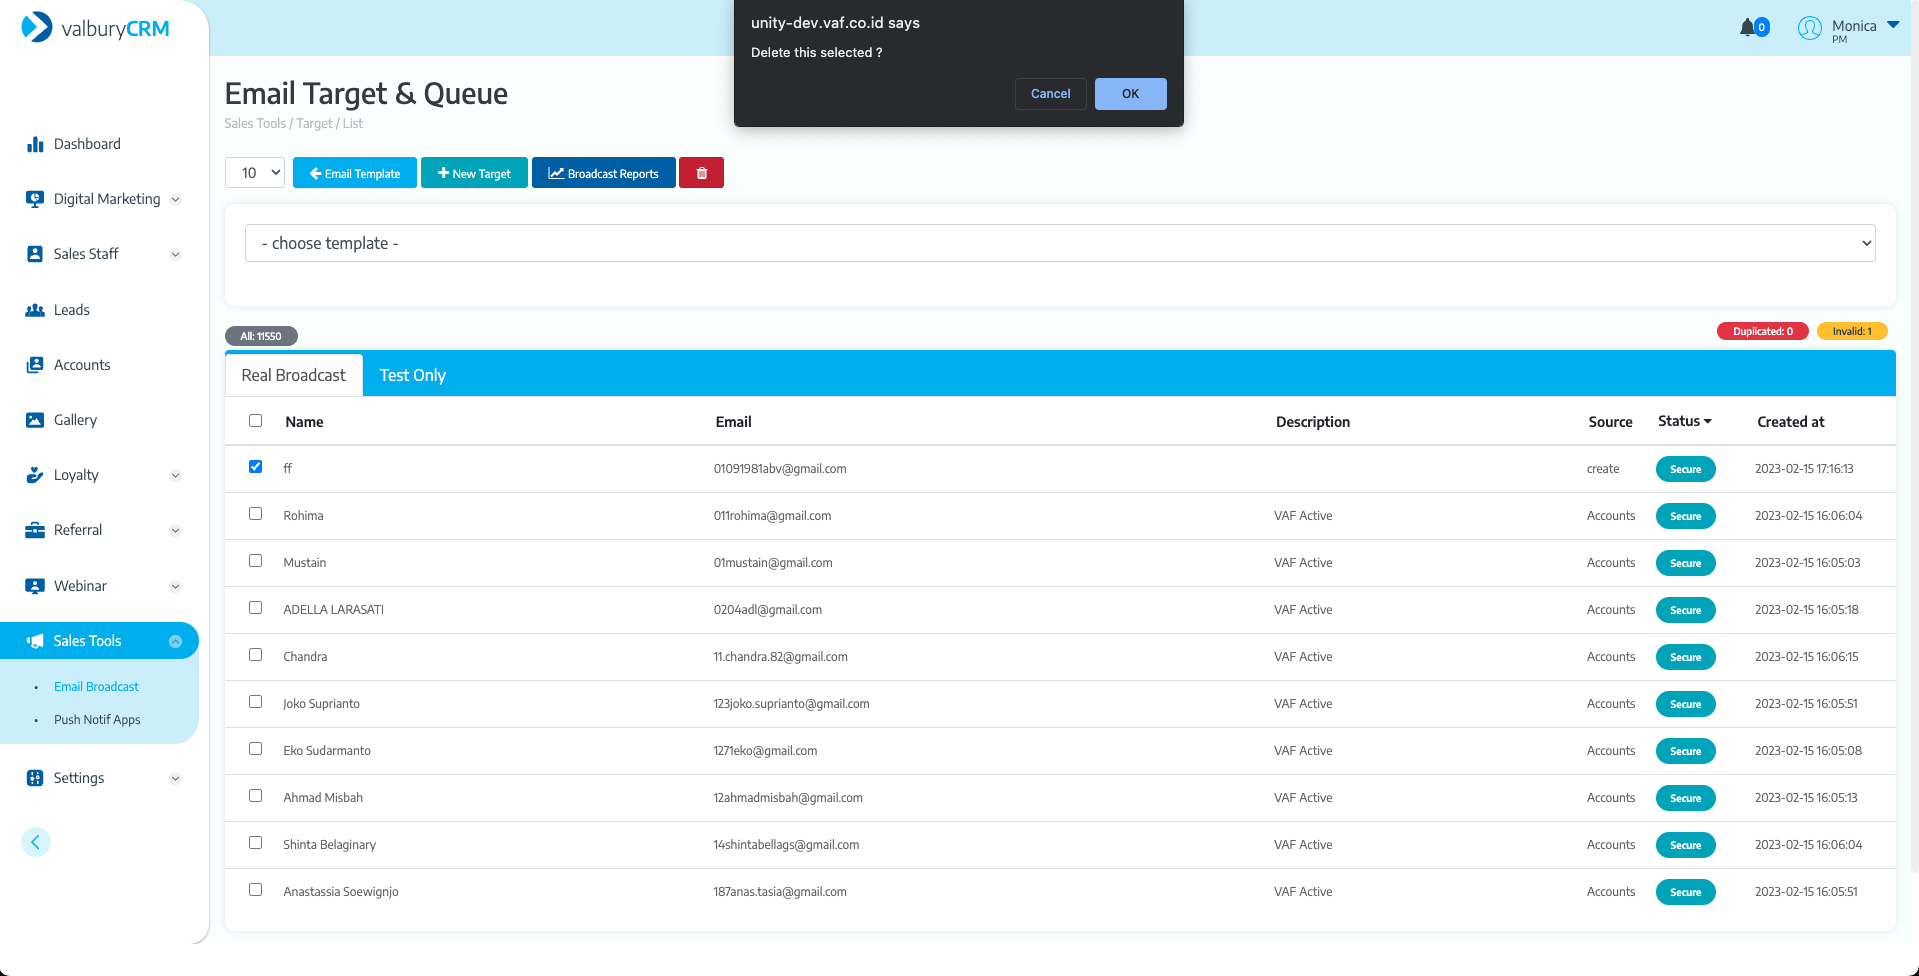 valburyCRM
unity-dev.vaf.co.id says
Delete this selected ?
Cancel
OK
0
Monica
PM
Dashboard
Digital Marketing
Sales Staff
Leads
Accounts
Gallery
Loyalty
Referral
Webinar
Sales Tools
Email Broadcast
Push Notif Apps
Settings
Email Target & Queue
Sales Tools / Target / List
10
Email Template
New Target
Broadcast Reports
- choose template -
All: 11550
Duplicated: 0
Invalid: 1
Real Broadcast
Test Only
Name Email Description Source Status Created at
ff 01091981abv@gmail.com create Secure 2023-02-15 17:16:13
Rohima 011rohima@gmail.com VAF Active Accounts Secure 2023-02-15 16:06:04
Mustain 01mustain@gmail.com VAF Active Accounts Secure 2023-02-15 16:05:03
ADELLA LARASATI 0204adl@gmail.com VAF Active Accounts Secure 2023-02-15 16:05:18
Chandra 11.chandra.82@gmail.com VAF Active Accounts Secure 2023-02-15 16:06:15
Joko Suprianto 123joko.suprianto@gmail.com VAF Active Accounts Secure 2023-02-15 16:05:51
Eko Sudarmanto 1271eko@gmail.com VAF Active Accounts Secure 2023-02-15 16:05:08
Ahmad Misbah 12ahmadmisbah@gmail.com VAF Active Accounts Secure 2023-02-15 16:05:13
Shinta Belaginary 14shintabellags@gmail.com VAF Active Accounts Secure 2023-02-15 16:06:04
Anastassia Soewignjo 187anas.tasia@gmail.com VAF Active Accounts Secure 2023-02-15 16:05:51